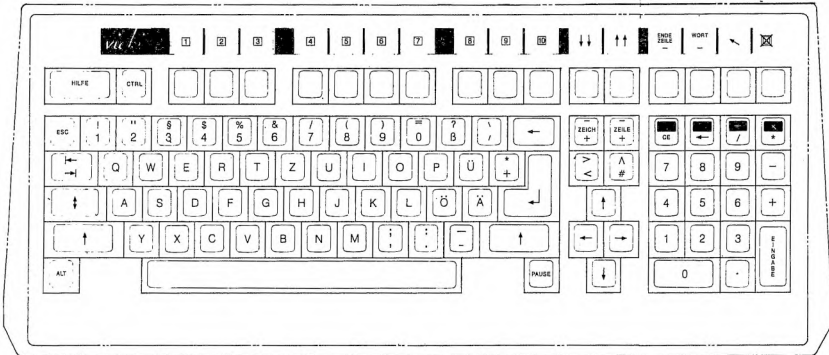 1 2 3 4 5 6 7 8 9 10 ↓↓ ↑↑ ENDE ZEILE – WORT – ↖
HILFE CTRL
ESC ! 1 " 2 § 3 $ 4 % 5 & 6 / 7 ( 8 ) 9 = 0 ? ß ← – ZEICH + – ZEILE + CE ← / *
Q W E R T Z U I O P Ü * + > < ^ # 7 8 9 –
A S D F G H J K L Ö Ä ↵ ↑ 4 5 6 +
↑ Y X C V B N M ; , : . – ↑ ← → 1 2 3 EINGABE
ALT PAUSE ↓ 0 .